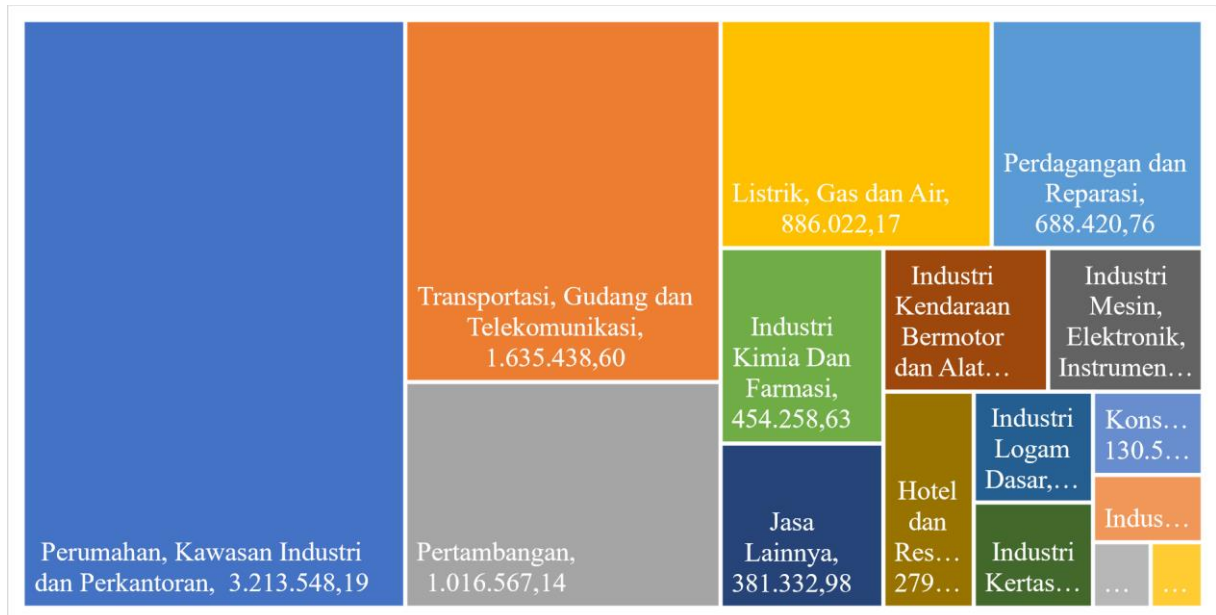 Perumahan, Kawasan Industri
dan Perkantoran, 3.213.548,19
Transportasi, Gudang dan
Telekomunikasi,
1.635.438,60
Pertambangan,
1.016.567,14
Listrik, Gas dan Air,
886.022,17
Perdagangan dan
Reparasi,
688.420,76
Industri
Kimia Dan
Farmasi,
454.258,63
Jasa
Lainnya,
381.332,98
Industri
Kendaraan
Bermotor
dan Alat…
Industri
Mesin,
Elektronik,
Instrumen…
Hotel
dan
Res…
279…
Industri
Logam
Dasar,…
Industri
Kertas…
Kons…
130.5…
Indus…
…
…